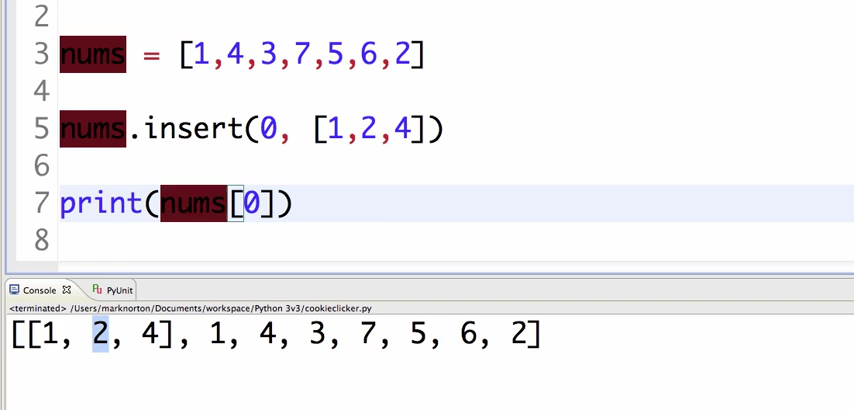 2
3 nums = [1,4,3,7,5,6,2]
4
5 nums.insert(0, [1,2,4])
6
7 print(nums[0])
8
Console PyUnit
<terminated> /Users/marknorton/Documents/workspace/Python 3v3/cookieclicker.py
[[1, 2, 4], 1, 4, 3, 7, 5, 6, 2]